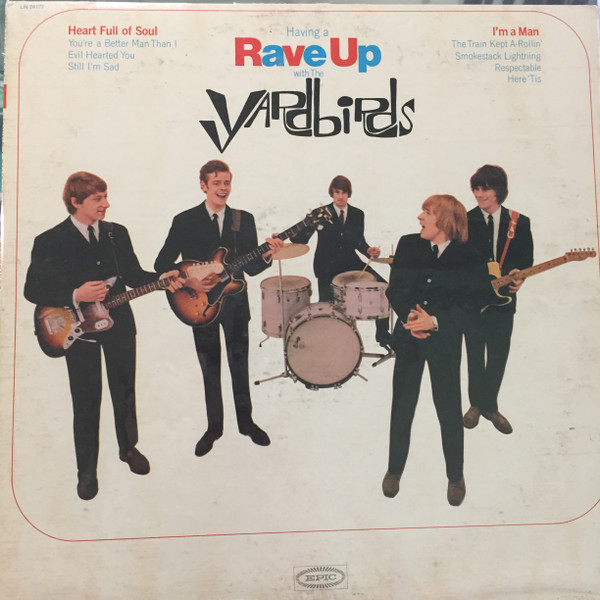 Heart Full of Soul
You're a Better Man Than I
Evil Hearted You
Still I'm Sad
Having a
Rave Up
with The
Yardbirds
I'm a Man
The Train Kept A-Rollin'
Smokestack Lightning
Respectable
Here 'Tis
EPIC